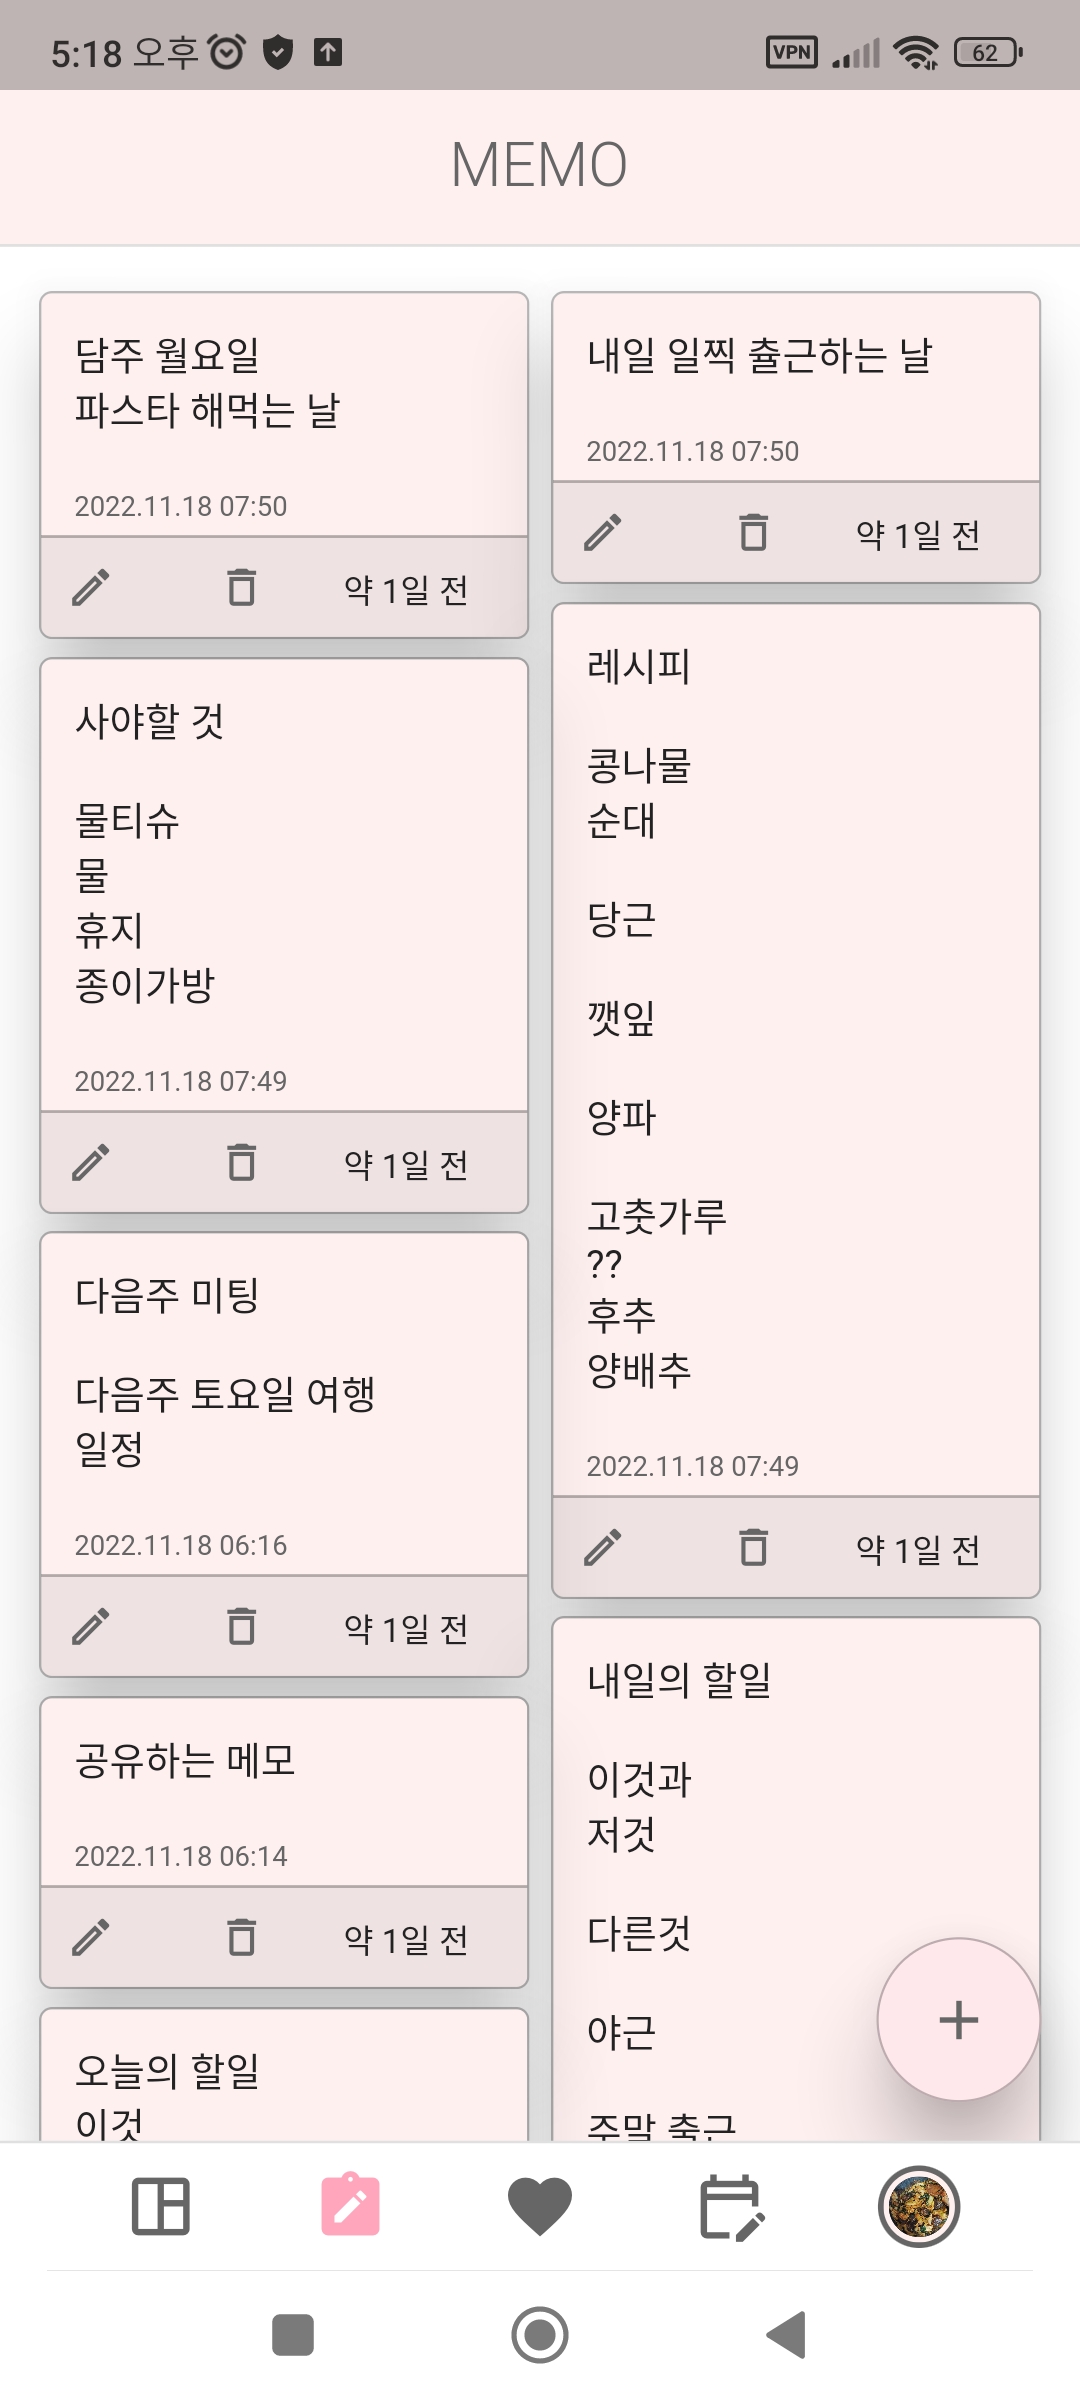 5:18 오후
VPN
62
MEMO
담주 월요일
파스타 해먹는 날
2022.11.18 07:50
약 1일 전
사야할 것
물티슈
물
휴지
종이가방
2022.11.18 07:49
약 1일 전
다음주 미팅
다음주 토요일 여행
일정
2022.11.18 06:16
약 1일 전
공유하는 메모
2022.11.18 06:14
약 1일 전
오늘의 할일
이것
내일 일찍 츌근하는 날
2022.11.18 07:50
약 1일 전
레시피
콩나물
순대
당근
깻잎
양파
고춧가루
??
후추
양배추
2022.11.18 07:49
약 1일 전
내일의 할일
이것과
저것
다른것
야근
주말 출근